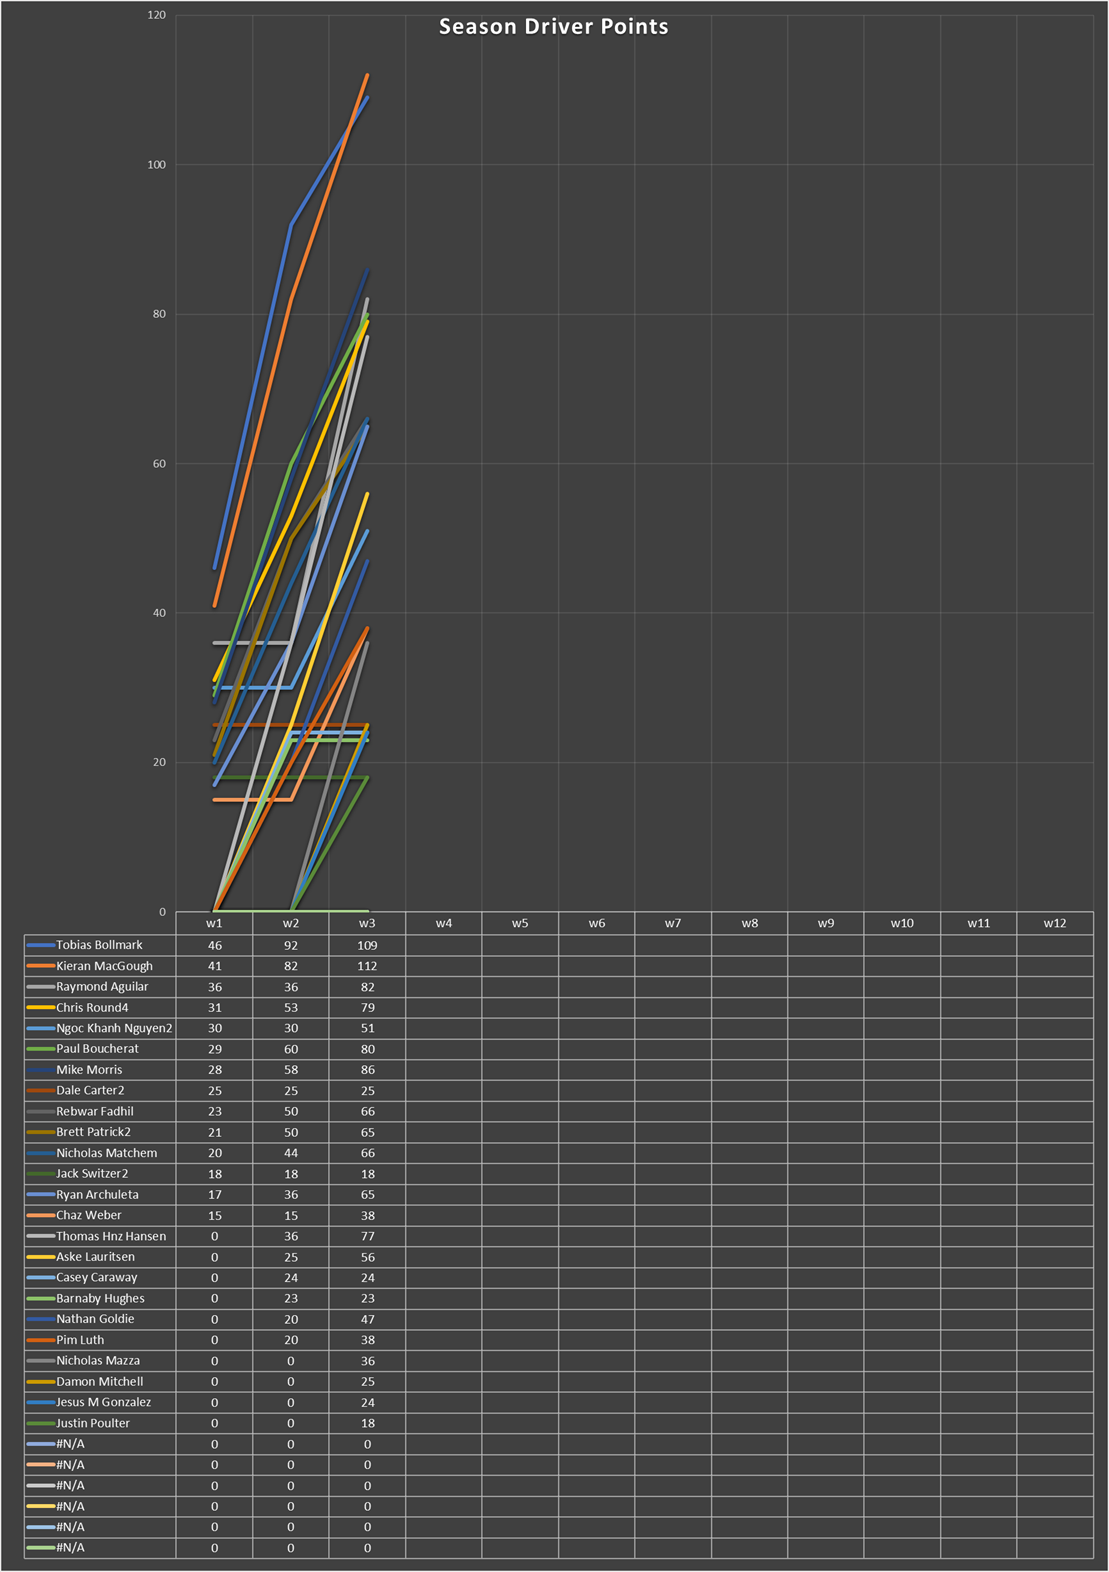 Season Driver Points
120
100
80
60
40
20
0
w1 w2 w3 w4 w5 w6 w7 w8 w9 w10 w11 w12
Tobias Bollmark 46 92 109
Kieran MacGough 41 82 112
Raymond Aguilar 36 36 82
Chris Round4 31 53 79
Ngoc Khanh Nguyen2 30 30 51
Paul Boucherat 29 60 80
Mike Morris 28 58 86
Dale Carter2 25 25 25
Rebwar Fadhil 23 50 66
Brett Patrick2 21 50 65
Nicholas Matchem 20 44 66
Jack Switzer2 18 18 18
Ryan Archuleta 17 36 65
Chaz Weber 15 15 38
Thomas Hnz Hansen 0 36 77
Aske Lauritsen 0 25 56
Casey Caraway 0 24 24
Barnaby Hughes 0 23 23
Nathan Goldie 0 20 47
Pim Luth 0 20 38
Nicholas Mazza 0 0 36
Damon Mitchell 0 0 25
Jesus M Gonzalez 0 0 24
Justin Poulter 0 0 18
#N/A 0 0 0
#N/A 0 0 0
#N/A 0 0 0
#N/A 0 0 0
#N/A 0 0 0
#N/A 0 0 0